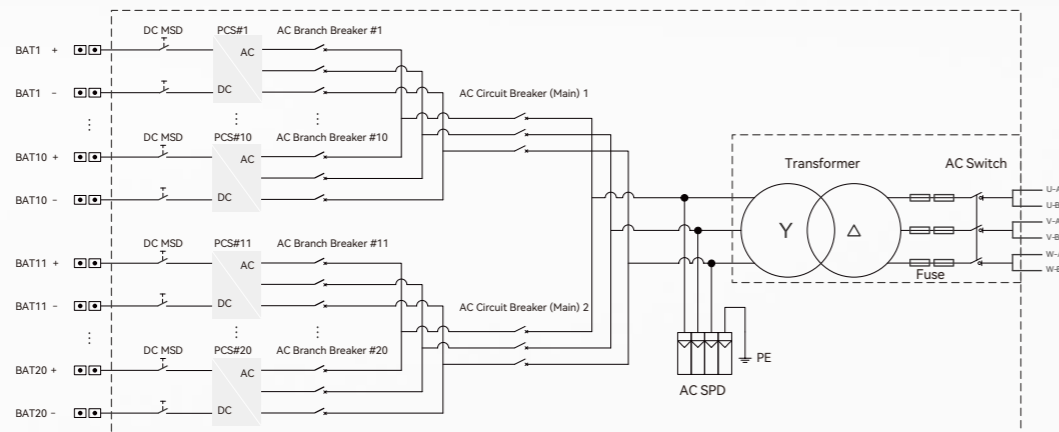 DC MSD PCS#1 AC Branch Breaker #1
BAT1 + AC
BAT1 - DC
AC Circuit Breaker (Main) 1
DC MSD PCS#10 AC Branch Breaker #10
BAT10 + AC
BAT10 - DC
Transformer AC Switch
U-A
U-B
V-A
Y △
V-B
W-A
W-B
Fuse
DC MSD PCS#11 AC Branch Breaker #11
BAT11 + AC
BAT11 - DC
AC Circuit Breaker (Main) 2
DC MSD PCS#20 AC Branch Breaker #20
PE
BAT20 + AC
AC SPD
BAT20 - DC